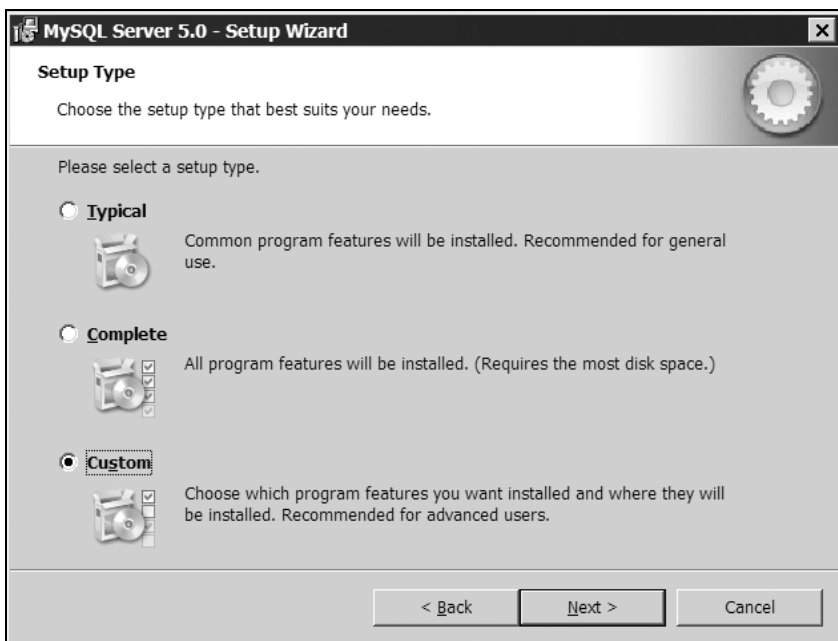 MySQL Server 5.0 - Setup Wizard
Setup Type
Choose the setup type that best suits your needs.
Please select a setup type.
Typical
Common program features will be installed. Recommended for general
use.
Complete
All program features will be installed. (Requires the most disk space.)
Custom
Choose which program features you want installed and where they will
be installed. Recommended for advanced users.
< Back
Next >
Cancel